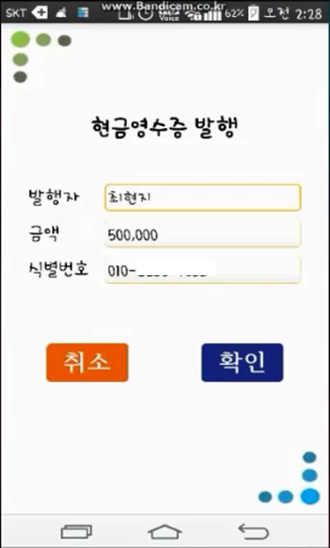 www.Bandicam.co.kr
SKT 62% 오전 2:28
현금영수증 발행
발행자 최현지
금액 500,000
식별번호 010-
취소 확인